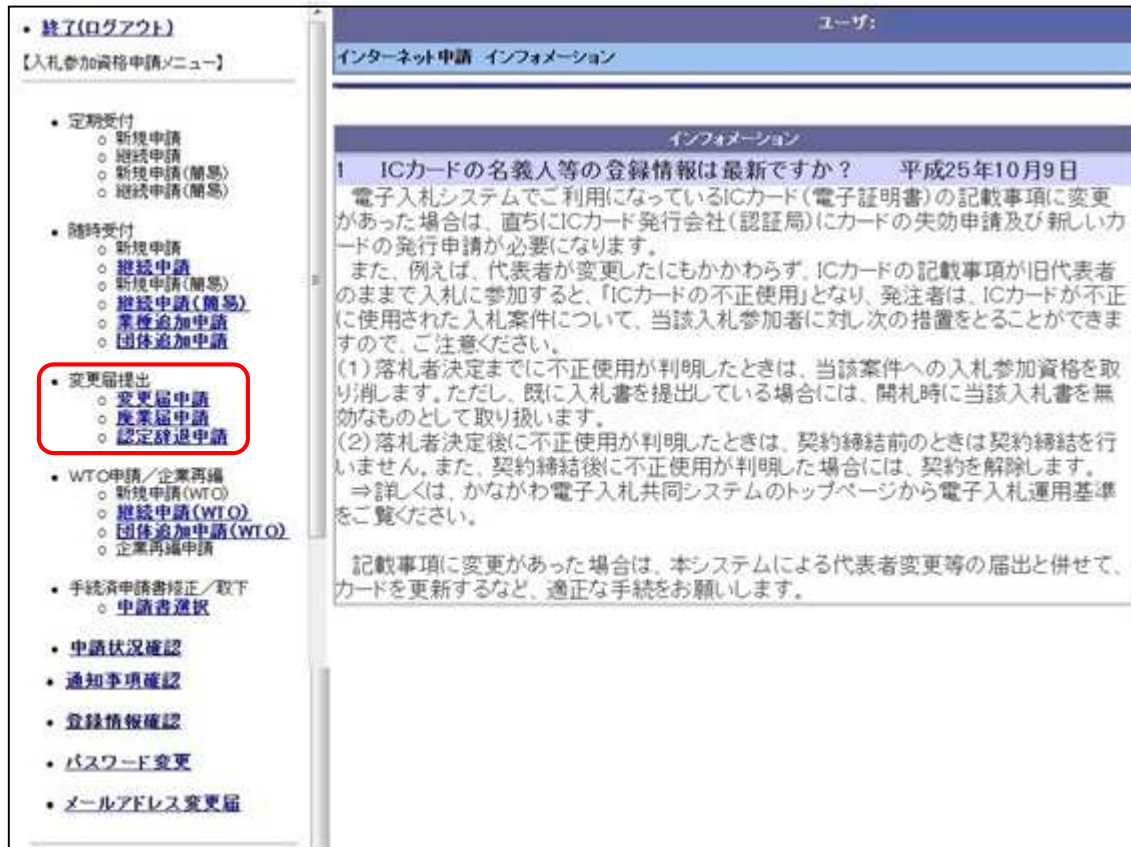 ・終了(ログアウト)
【入札参加資格申請メニュー】
・定期受付
○ 新規申請
○ 継続申請
○ 新規申請(簡易)
○ 継続申請(簡易)
・随時受付
○ 新規申請
○ 継続申請
○ 新規申請(簡易)
○ 継続申請(簡易)
○ 業種追加申請
○ 団体追加申請
・変更届提出
○ 変更届申請
○ 廃業届申請
○ 認定辞退申請
・WTO申請／企業再編
○ 新規申請(WTO)
○ 継続申請(WTO)
○ 団体追加申請(WTO)
○ 企業再編申請
・手続済申請書修正／取下
○ 申請書選択
・申請状況確認
・通知事項確認
・登録情報確認
・パスワード変更
・メールアドレス変更届
ユーザ:
インターネット申請 インフォメーション
インフォメーション
1 ICカードの名義人等の登録情報は最新ですか？ 平成25年10月9日
電子入札システムでご利用になっているICカード(電子証明書)の記載事項に変更
があった場合は、直ちにICカード発行会社(認証局)にカードの失効申請及び新しいカ
ードの発行申請が必要になります。
また、例えば、代表者が変更したにもかかわらず、ICカードの記載事項が旧代表者
のままで入札に参加すると、「ICカードの不正使用」となり、発注者は、ICカードが不正
に使用された入札案件について、当該入札参加者に対し次の措置をとることができま
すので、ご注意ください。
(1)落札者決定までに不正使用が判明したときは、当該案件への入札参加資格を取
り消します。ただし、既に入札書を提出している場合には、開札時に当該入札書を無
効なものとして取り扱います。
(2)落札者決定後に不正使用が判明したときは、契約締結前のときは契約締結を行
いません。また、契約締結後に不正使用が判明した場合には、契約を解除します。
⇒詳しくは、かながわ電子入札共同システムのトップページから電子入札運用基準
をご覧ください。
記載事項に変更があった場合は、本システムによる代表者変更等の届出と併せて、
カードを更新するなど、適正な手続をお願いします。